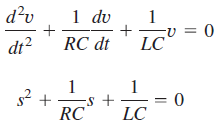 d²v/dt² + 1/RC dv/dt + 1/LC v = 0
s² + 1/RC s + 1/LC = 0